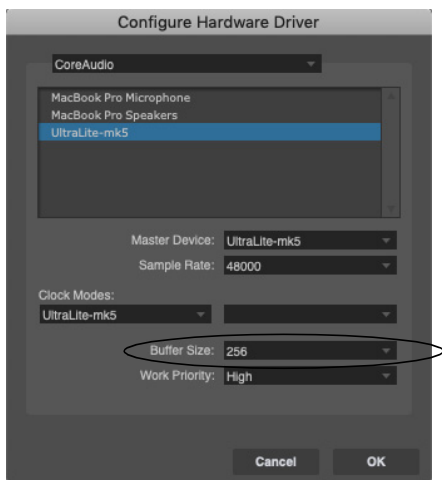 Configure Hardware Driver
CoreAudio
MacBook Pro Microphone
MacBook Pro Speakers
UltraLite-mk5
Master Device: UltraLite-mk5
Sample Rate: 48000
Clock Modes:
UltraLite-mk5
Buffer Size: 256
Work Priority: High
Cancel OK